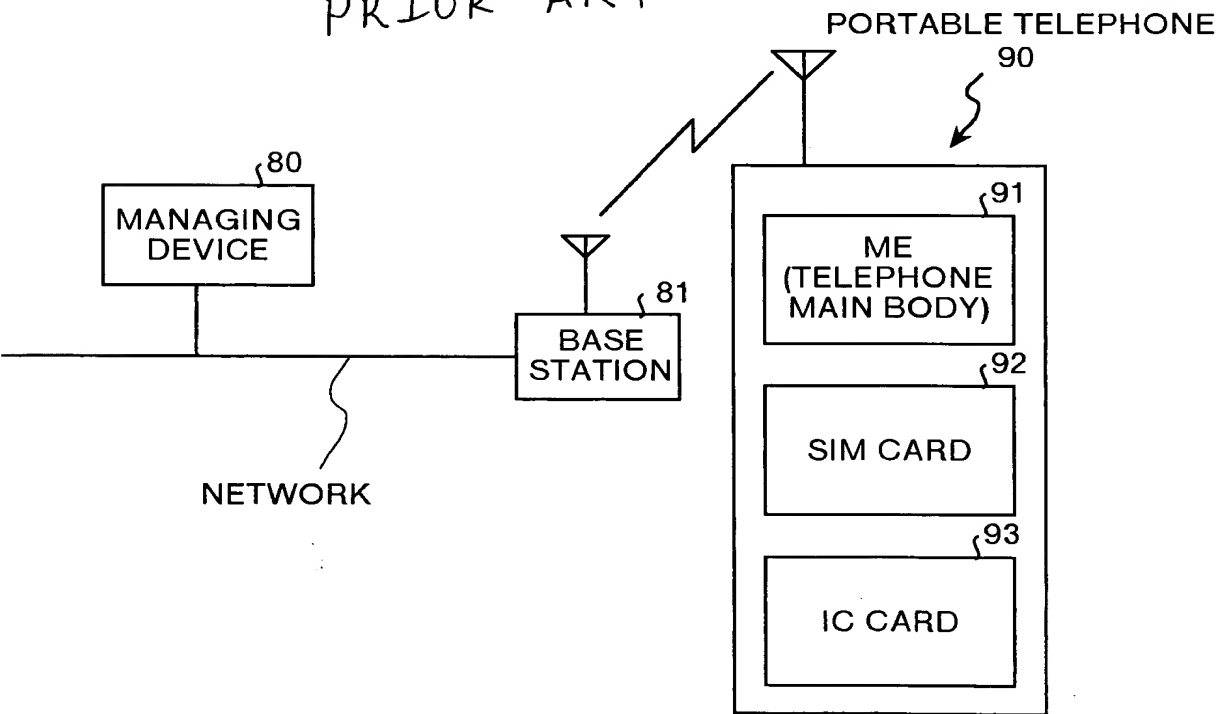 PRIOR ART
PORTABLE TELEPHONE
90
80
MANAGING
DEVICE
91
ME
(TELEPHONE
MAIN BODY)
81
BASE
STATION
92
SIM CARD
NETWORK
93
IC CARD